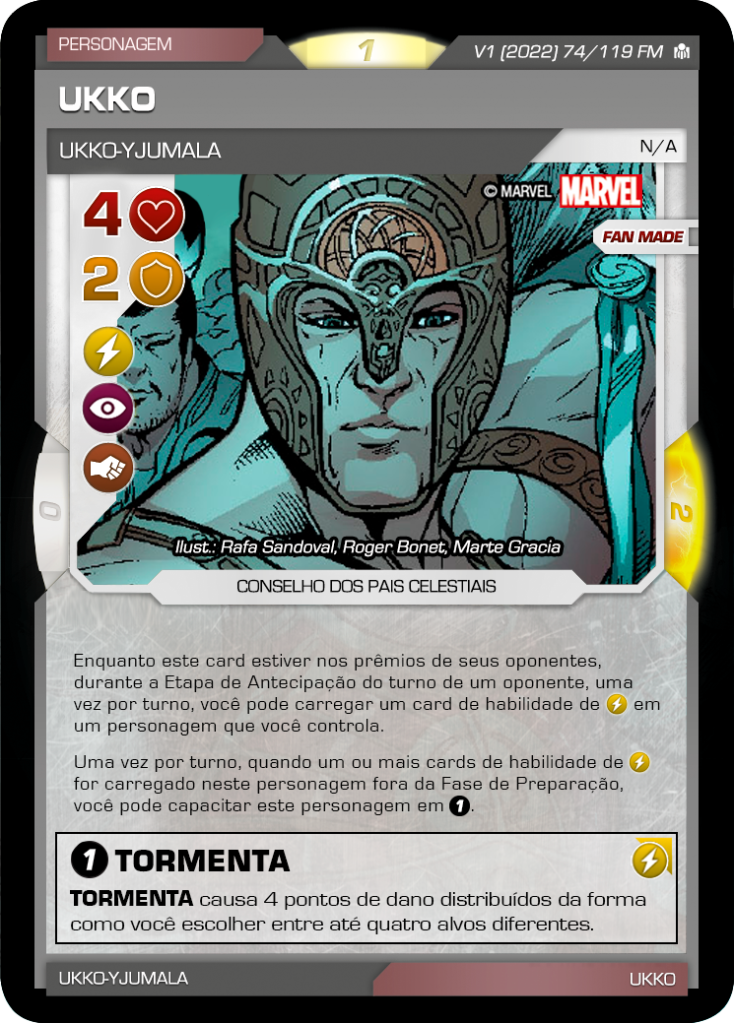 PERSONAGEM
1
V1 (2022) 74/119 FM
UKKO
UKKO-YJUMALA
N/A
4
© MARVEL
MARVEL
FAN MADE
2
0
2
Ilust.: Rafa Sandoval, Roger Bonet, Marte Gracia
CONSELHO DOS PAIS CELESTIAIS
Enquanto este card estiver nos prêmios de seus oponentes,
durante a Etapa de Antecipação do turno de um oponente, uma
vez por turno, você pode carregar um card de habilidade de em
um personagem que você controla.
Uma vez por turno, quando um ou mais cards de habilidade de
for carregado neste personagem fora da Fase de Preparação,
você pode capacitar este personagem em 1.
1 TORMENTA
TORMENTA causa 4 pontos de dano distribuídos da forma
como você escolher entre até quatro alvos diferentes.
UKKO-YJUMALA
UKKO